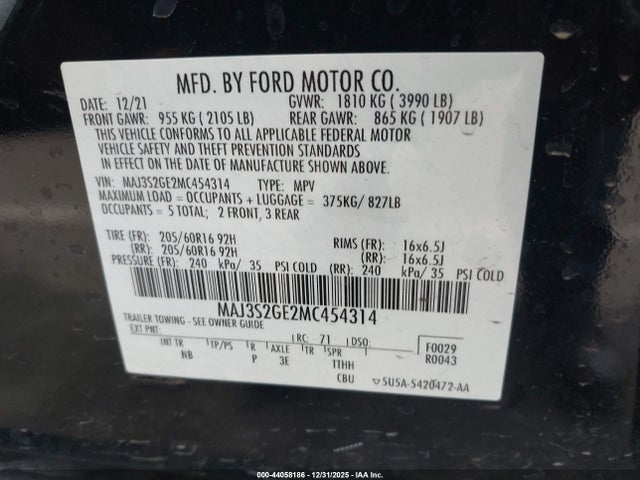 MFD. BY FORD MOTOR CO.
DATE: 12/21 GVWR: 1810 KG ( 3990 LB)
FRONT GAWR: 955 KG ( 2105 LB) REAR GAWR: 865 KG ( 1907 LB)
THIS VEHICLE CONFORMS TO ALL APPLICABLE FEDERAL MOTOR
VEHICLE SAFETY AND THEFT PREVENTION STANDARDS
IN EFFECT ON THE DATE OF MANUFACTURE SHOWN ABOVE.
VIN: MAJ3S2GE2MC454314 TYPE: MPV
MAXIMUM LOAD = OCCUPANTS + LUGGAGE = 375KG/ 827LB
OCCUPANTS = 5 TOTAL; 2 FRONT, 3 REAR
TIRE (FR): 205/60R16 92H RIMS (FR): 16x6.5J
(RR): 205/60R16 92H (RR): 16x6.5J
PRESSURE (FR): 240 kPa/ 35 PSI COLD (RR): 240 kPa/ 35 PSI COLD
MAJ3S2GE2MC454314
TRAILER TOWING - SEE OWNER GUIDE
EXT PNT: RC: 71 DSO: F0029
INT TR TP/PS R AXLE TR SPR R0043
NB P 3E TTHH
CBU 5U5A-5420472-AA
000-44058186 - 12/31/2025 - IAA Inc.